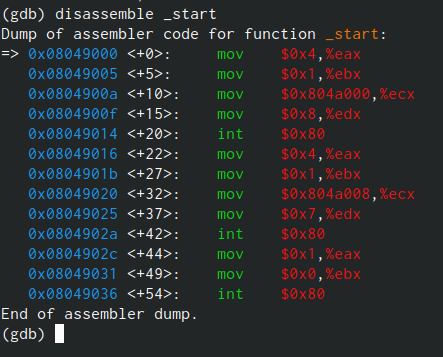 (gdb) disassemble _start
Dump of assembler code for function _start:
=> 0x08049000 <+0>:     mov    $0x4,%eax
   0x08049005 <+5>:     mov    $0x1,%ebx
   0x0804900a <+10>:    mov    $0x804a000,%ecx
   0x0804900f <+15>:    mov    $0x8,%edx
   0x08049014 <+20>:    int    $0x80
   0x08049016 <+22>:    mov    $0x4,%eax
   0x0804901b <+27>:    mov    $0x1,%ebx
   0x08049020 <+32>:    mov    $0x804a008,%ecx
   0x08049025 <+37>:    mov    $0x7,%edx
   0x0804902a <+42>:    int    $0x80
   0x0804902c <+44>:    mov    $0x1,%eax
   0x08049031 <+49>:    mov    $0x0,%ebx
   0x08049036 <+54>:    int    $0x80
End of assembler dump.
(gdb)